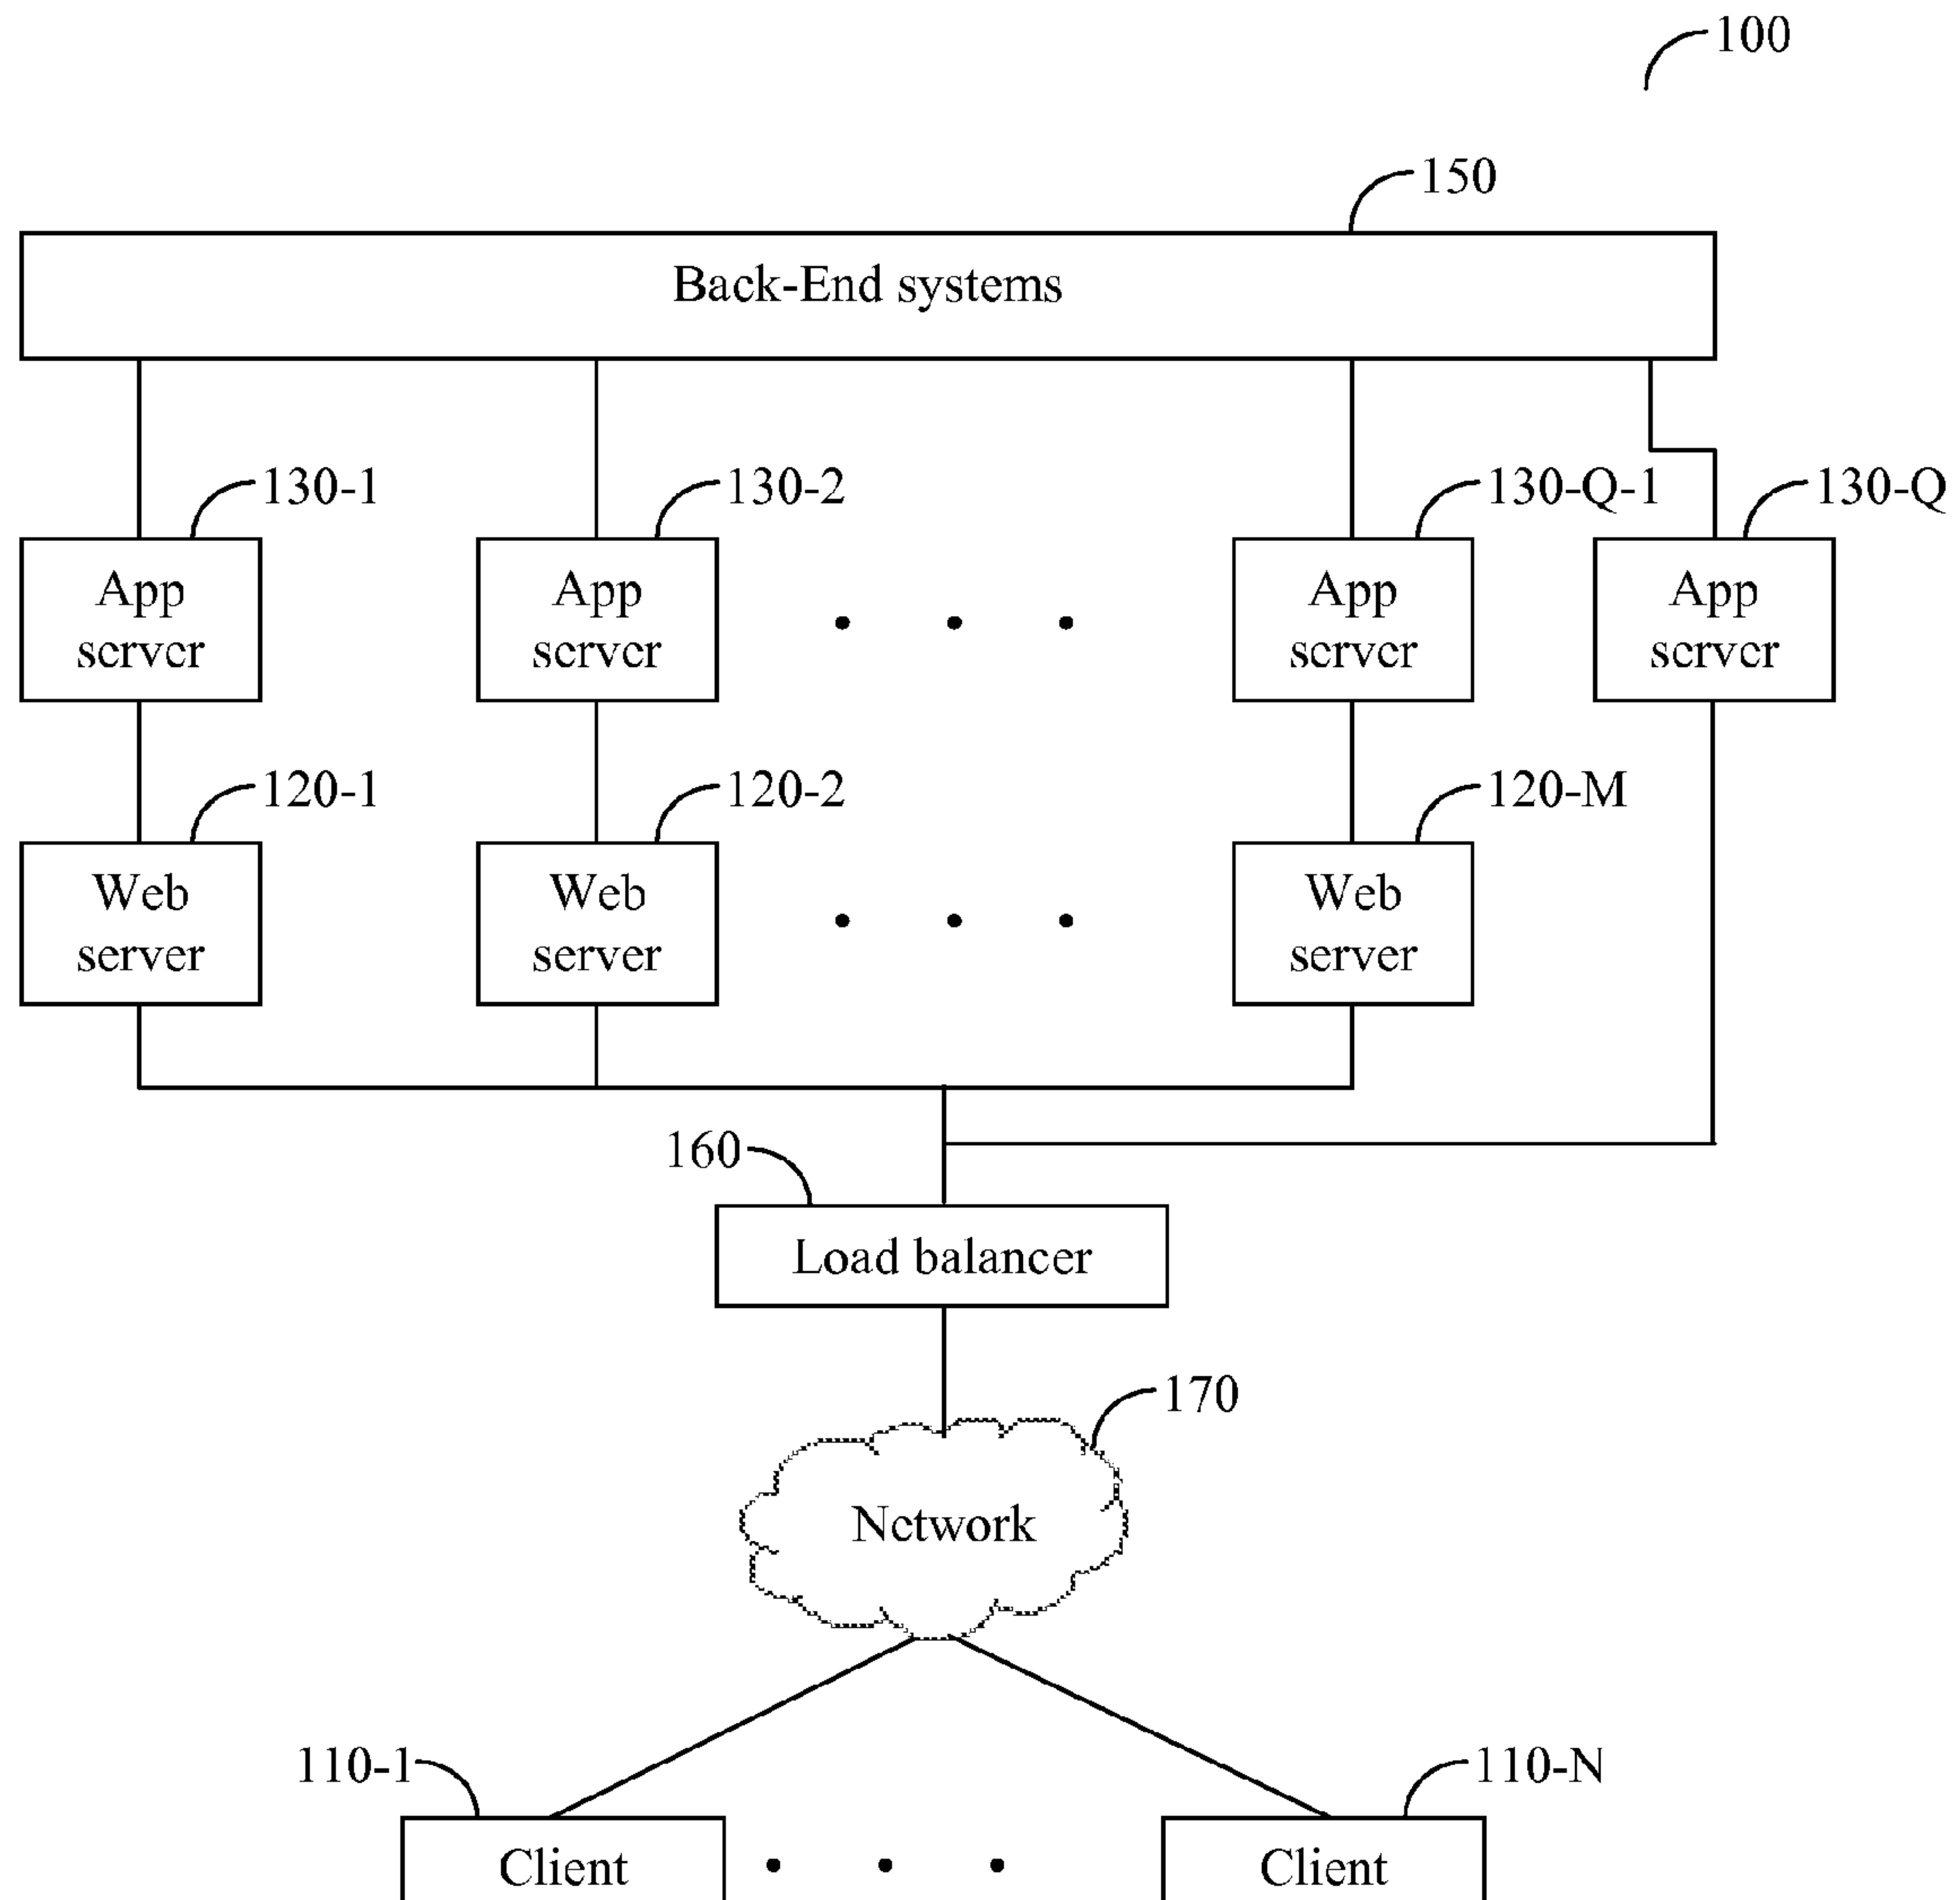 100
150
Back-End systems
130-1
130-2
130-Q-1
130-Q
App
server
App
server
App
server
App
server
120-1
120-2
120-M
Web
server
Web
server
Web
server
160
Load balancer
170
Network
110-1
110-N
Client
Client